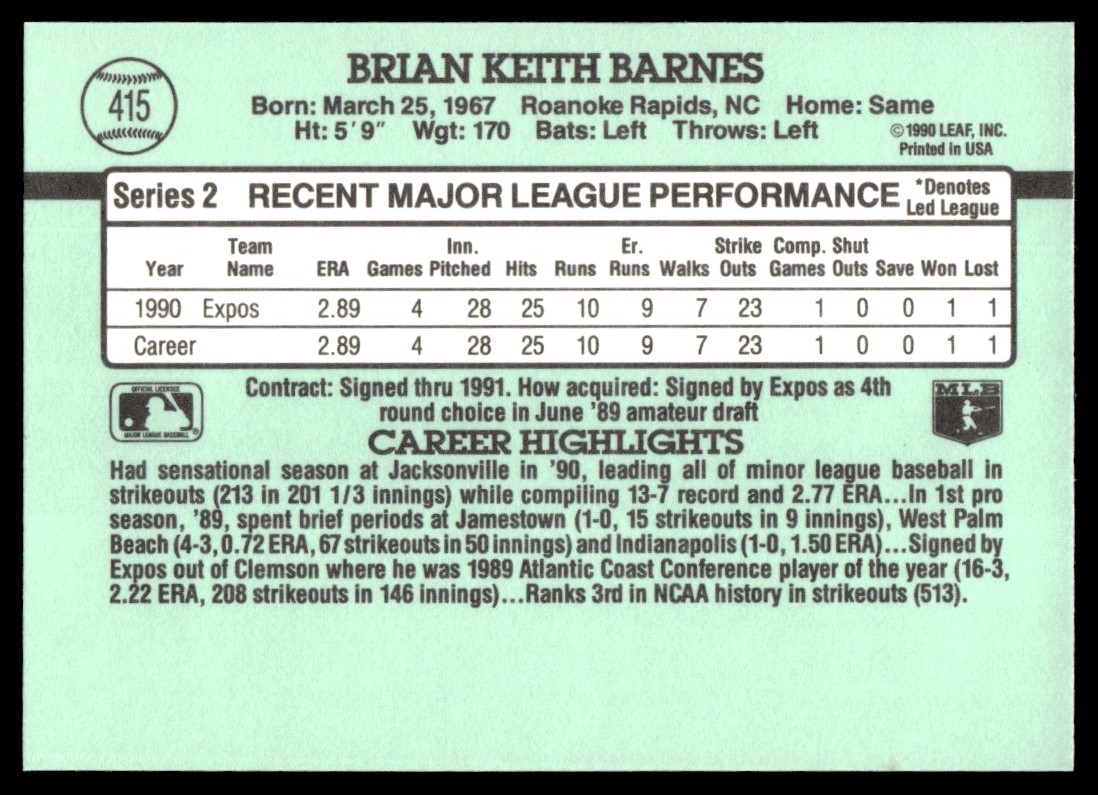 415
BRIAN KEITH BARNES
Born: March 25, 1967 Roanoke Rapids, NC Home: Same
Ht: 5'9" Wgt: 170 Bats: Left Throws: Left
©1990 LEAF, INC.
Printed in USA
Series 2 RECENT MAJOR LEAGUE PERFORMANCE *Denotes
Led League
Team Inn. Er. Strike Comp. Shut
Year Name ERA Games Pitched Hits Runs Runs Walks Outs Games Outs Save Won Lost
1990 Expos 2.89 4 28 25 10 9 7 23 1 0 0 1 1
Career 2.89 4 28 25 10 9 7 23 1 0 0 1 1
OFFICIAL LICENSEE
MAJOR LEAGUE BASEBALL
®
Contract: Signed thru 1991. How acquired: Signed by Expos as 4th
round choice in June '89 amateur draft
MLB
CAREER HIGHLIGHTS
Had sensational season at Jacksonville in '90, leading all of minor league baseball in
strikeouts (213 in 201 1/3 innings) while compiling 13-7 record and 2.77 ERA...In 1st pro
season, '89, spent brief periods at Jamestown (1-0, 15 strikeouts in 9 innings), West Palm
Beach (4-3, 0.72 ERA, 67 strikeouts in 50 innings) and Indianapolis (1-0, 1.50 ERA)...Signed by
Expos out of Clemson where he was 1989 Atlantic Coast Conference player of the year (16-3,
2.22 ERA, 208 strikeouts in 146 innings)...Ranks 3rd in NCAA history in strikeouts (513).